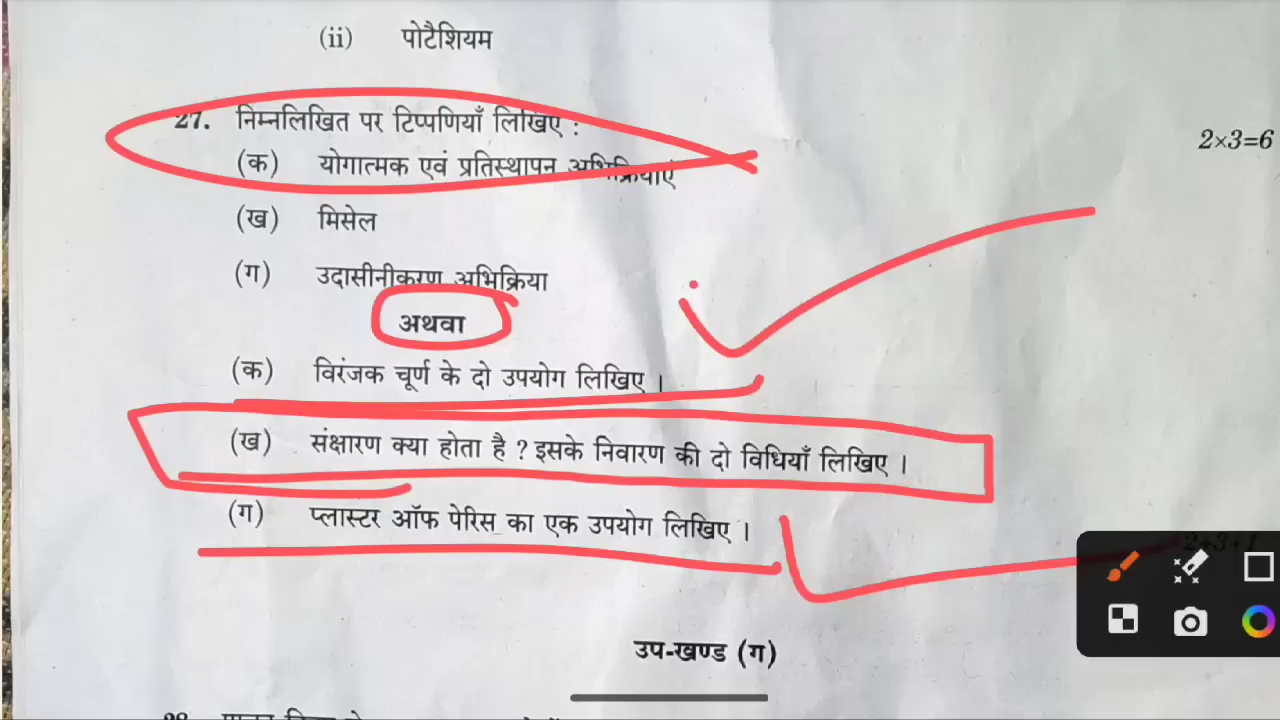 (ii) पोटैशियम
27. निम्नलिखित पर टिप्पणियाँ लिखिए :
2×3=6
(क) योगात्मक एवं प्रतिस्थापन अभिक्रियाएं
(ख) मिसेल
(ग) उदासीनीकरण अभिक्रिया
अथवा
(क) विरंजक चूर्ण के दो उपयोग लिखिए ।
(ख) संक्षारण क्या होता है ? इसके निवारण की दो विधियाँ लिखिए ।
(ग) प्लास्टर ऑफ पेरिस का एक उपयोग लिखिए ।
उप-खण्ड (ग)